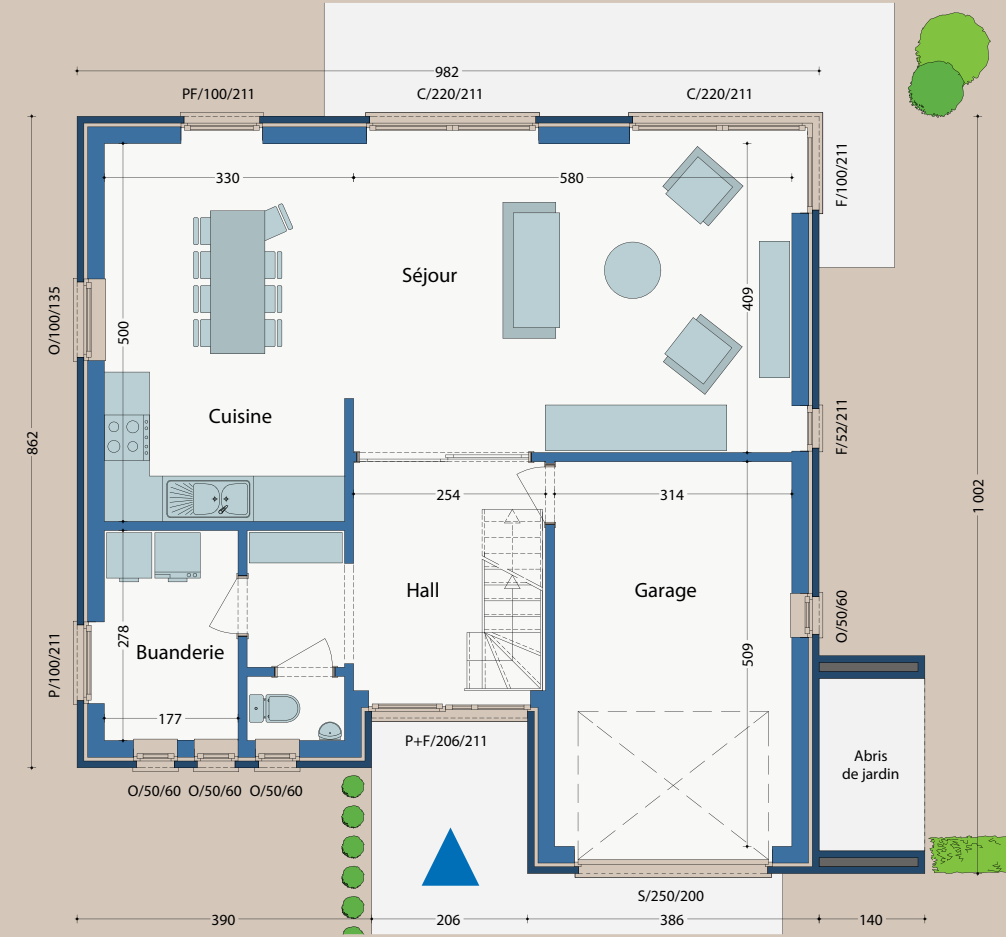 982
PF/100/211
C/220/211
C/220/211
F/100/211
330
580
Séjour
409
O/100/135
500
Cuisine
F/52/211
862
254
314
1 002
Hall
Garage
O/50/60
278
Buanderie
509
P/100/211
177
P+F/206/211
Abris
de jardin
O/50/60
O/50/60
O/50/60
S/250/200
390
206
386
140